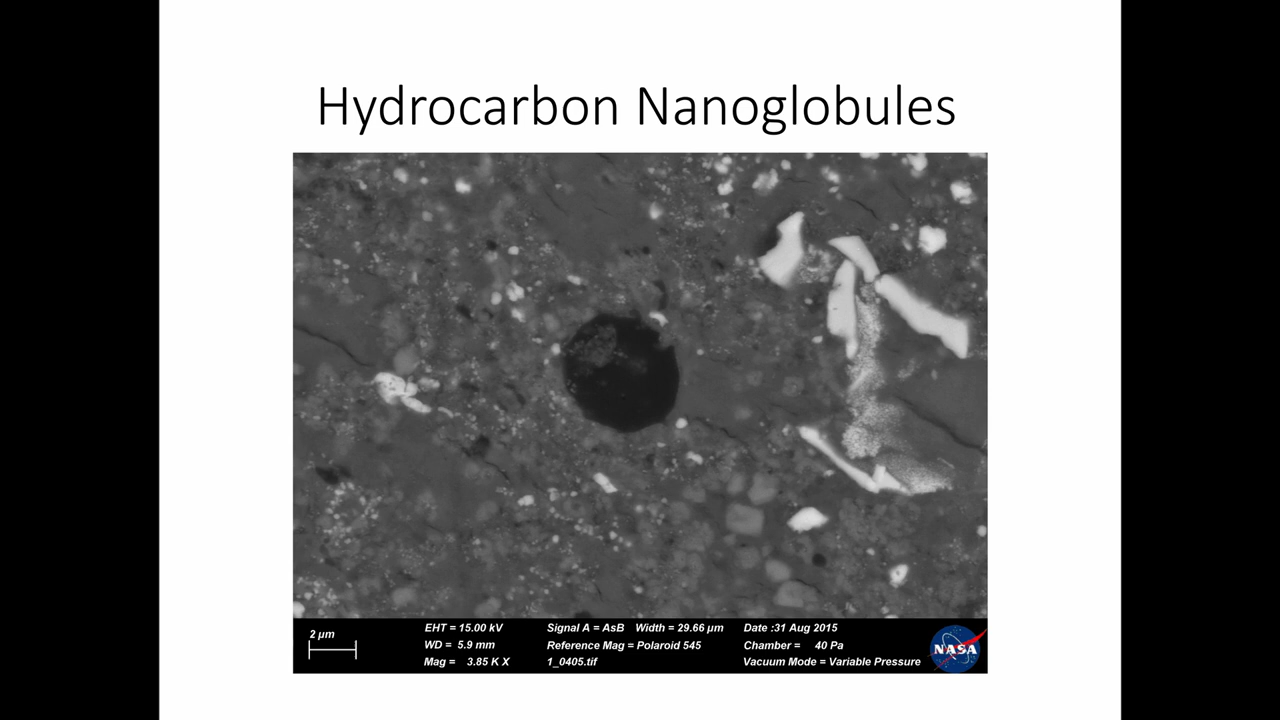 Hydrocarbon Nanoglobules
2 µm
EHT = 15.00 kV
WD = 5.9 mm
Mag = 3.85 K X
Signal A = AsB Width = 29.66 µm
Reference Mag = Polaroid 545
1_0405.tif
Date :31 Aug 2015
Chamber = 40 Pa
Vacuum Mode = Variable Pressure
NASA